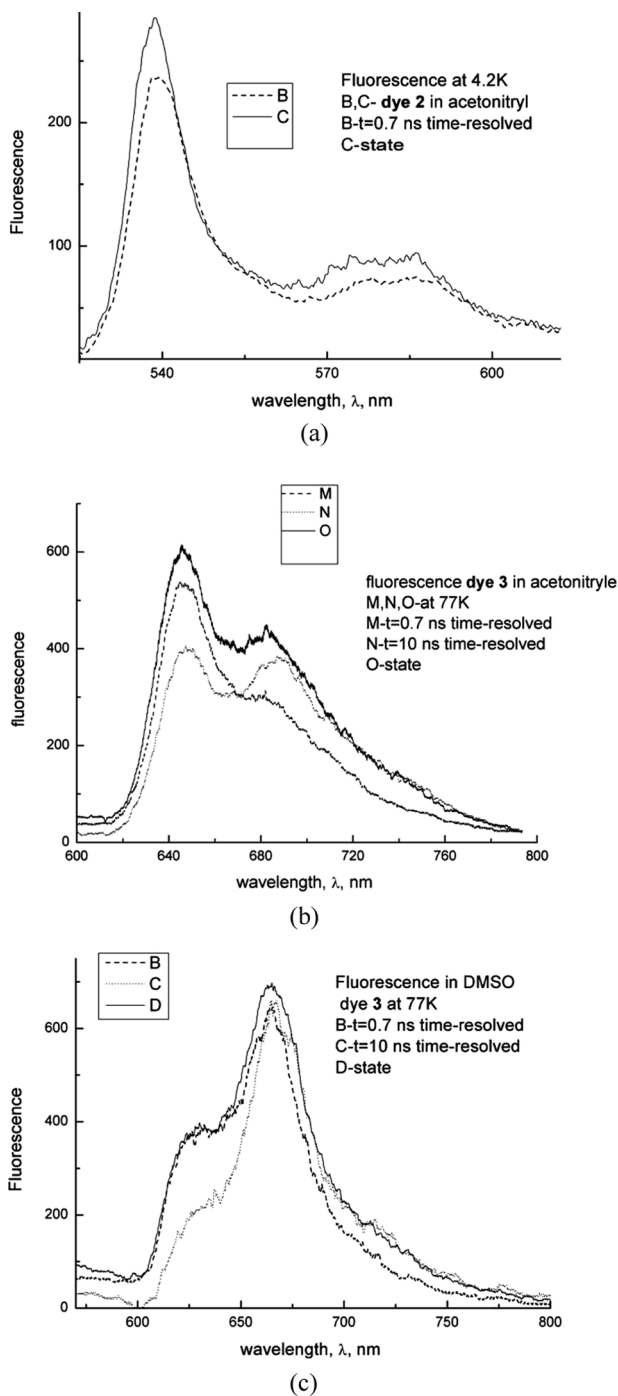 B
C
Fluorescence at 4.2K
B,C- dye 2 in acetonitryl
B-t=0.7 ns time-resolved
C-state
Fluorescence
200
100
540
570
600
wavelength, λ, nm
(a)
M
N
O
fluorescence dye 3 in acetonitryle
M,N,O-at 77K
M-t=0.7 ns time-resolved
N-t=10 ns time-resolved
O-state
fluorescence
600
400
200
0
600
640
680
720
760
800
wavelength, λ, nm
(b)
B
C
D
Fluorescence in DMSO
dye 3 at 77K
B-t=0.7 ns time-resolved
C-t=10 ns time-resolved
D-state
Fluorescence
600
400
200
0
600
650
700
750
800
wavelength, λ, nm
(c)